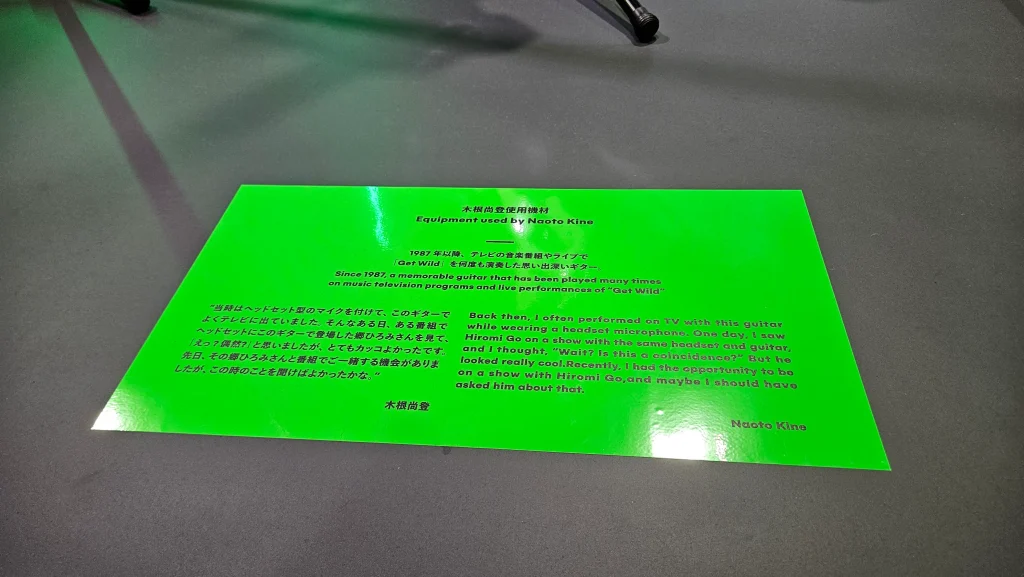 木根尚登使用機材
Equipment used by Naoto Kine
1987 年以降、テレビの音楽番組やライブで
「Get Wild」を何度も演奏した思い出深いギター
Since 1987, a memorable guitar that has been played many times
on music television programs and live performances of "Get Wild"
"当時はヘッドセット型のマイクを付けて、このギターで
よくテレビに出ていました。そんなある日、ある番組で
ヘッドセットにこのギターで登場した郷ひろみさんを見て、
「えっ？偶然？」と思いましたが、とてもカッコよかったです。
先日、その郷ひろみさんと番組でご一緒する機会がありま
したが、この時のことを聞けばよかったかな。"
木根尚登
Back then, I often performed on TV with this guitar
while wearing a headset microphone. One day, I saw
Hiromi Go on a show with the same headset and guitar,
and I thought, "Wait? Is this a coincidence?" But he
looked really cool.Recently, I had the opportunity to be
on a show with Hiromi Go,and maybe I should have
asked him about that.
Naoto Kine